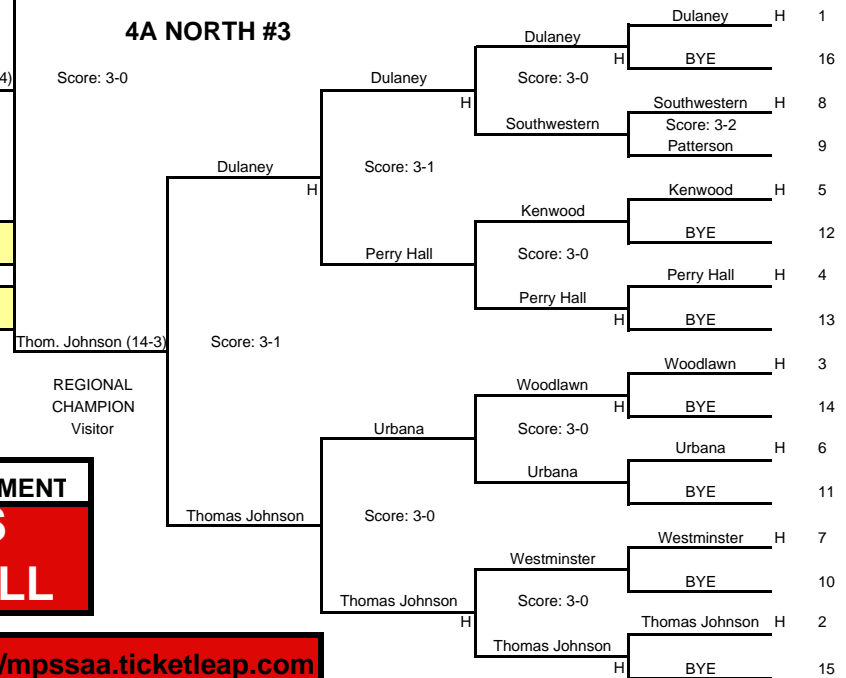 4A NORTH #3
4)
Score: 3-0
Dulaney H 1
Dulaney
H BYE 16
Dulaney Score: 3-0
H Southwestern H 8
Southwestern Score: 3-2
Patterson 9
Dulaney Score: 3-1
H Kenwood H 5
Kenwood
BYE 12
Perry Hall Score: 3-0
Perry Hall H 4
Perry Hall
H BYE 13
Thom. Johnson (14-3) Score: 3-1
Woodlawn H 3
REGIONAL
CHAMPION
Visitor
Woodlawn
H BYE 14
Urbana Score: 3-0
Urbana H 6
Urbana
BYE 11
Thomas Johnson Score: 3-0
Westminster H 7
Westminster
BYE 10
Thomas Johnson Score: 3-0
H Thomas Johnson H 2
Thomas Johnson
H BYE 15
MENT
S
LL
/mpssaa.ticketleap.com